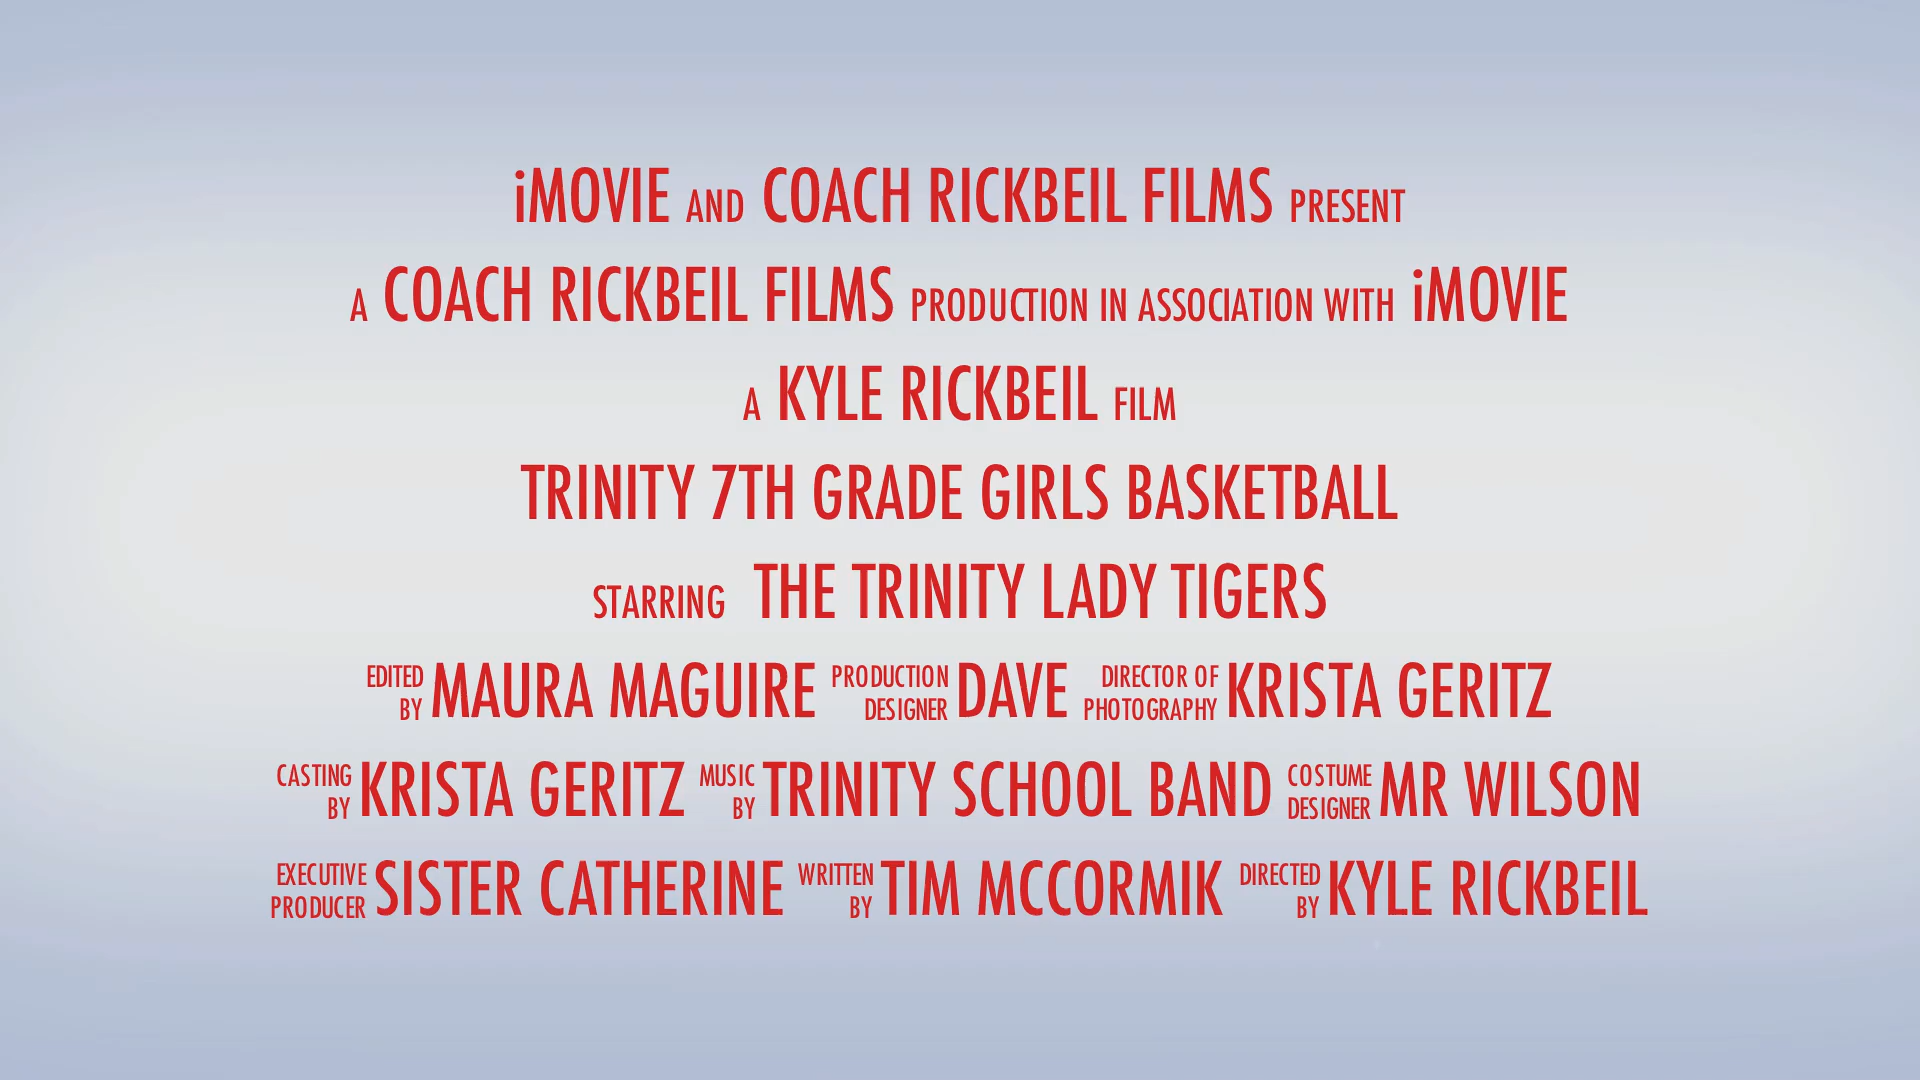 iMOVIE AND COACH RICKBEIL FILMS PRESENT
A COACH RICKBEIL FILMS PRODUCTION IN ASSOCIATION WITH iMOVIE
A KYLE RICKBEIL FILM
TRINITY 7TH GRADE GIRLS BASKETBALL
STARRING THE TRINITY LADY TIGERS
EDITED BY MAURA MAGUIRE PRODUCTION DESIGNER DAVE DIRECTOR OF PHOTOGRAPHY KRISTA GERITZ
CASTING BY KRISTA GERITZ MUSIC BY TRINITY SCHOOL BAND COSTUME DESIGNER MR WILSON
EXECUTIVE PRODUCER SISTER CATHERINE WRITTEN BY TIM MCCORMIK DIRECTED BY KYLE RICKBEIL